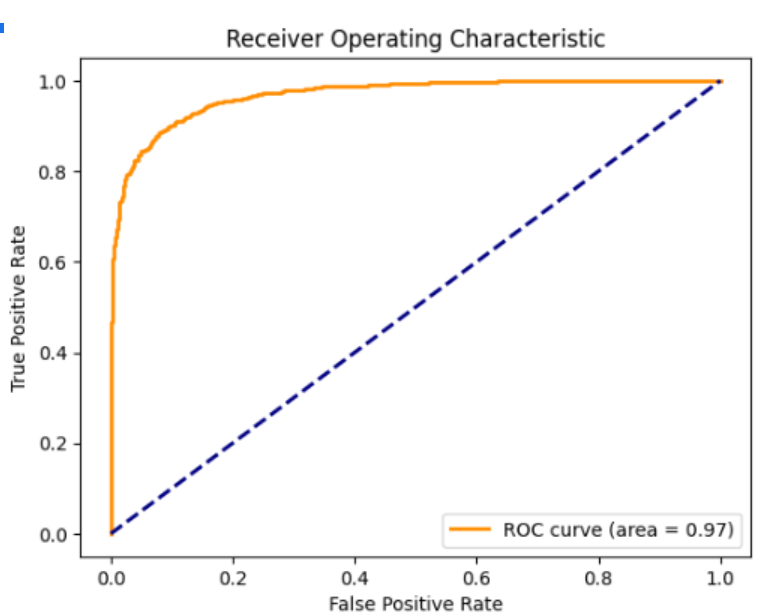 Receiver Operating Characteristic
1.0
0.8
0.6
0.4
0.2
0.0
True Positive Rate
ROC curve (area = 0.97)
0.0 0.2 0.4 0.6 0.8 1.0
False Positive Rate